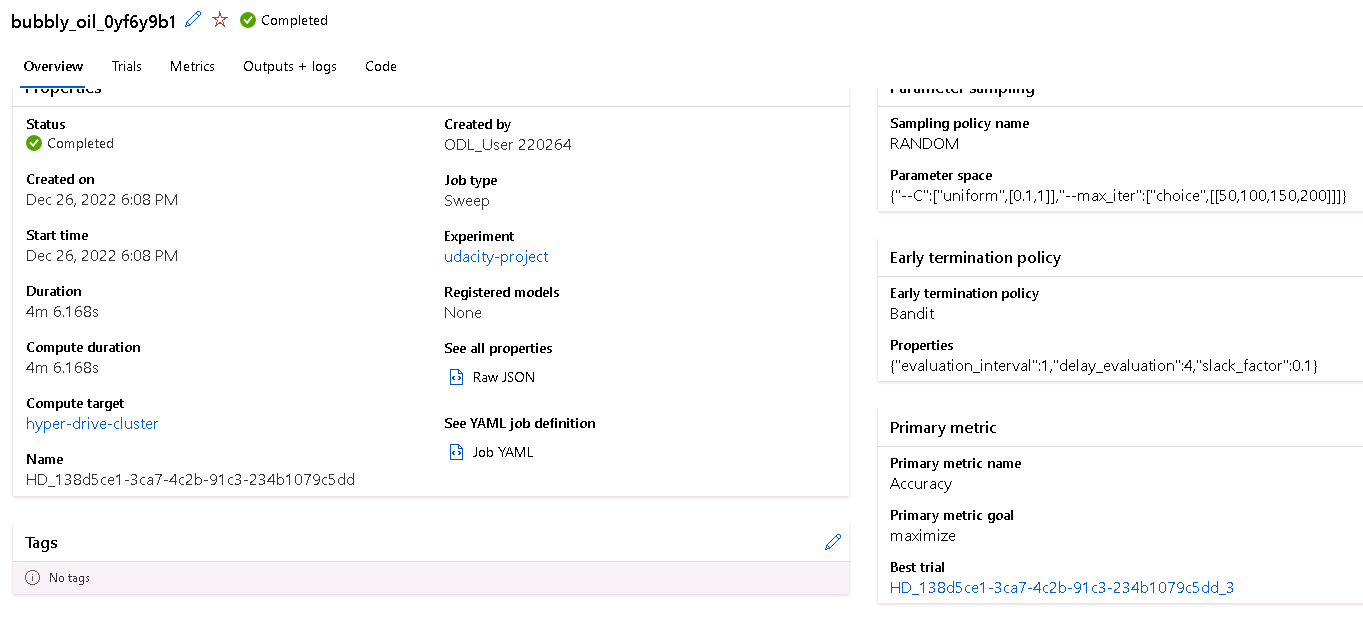 bubbly_oil_0yf6y9b1 Completed
Overview Trials Metrics Outputs + logs Code
Properties
Status
Completed
Created on
Dec 26, 2022 6:08 PM
Start time
Dec 26, 2022 6:08 PM
Duration
4m 6.168s
Compute duration
4m 6.168s
Compute target
hyper-drive-cluster
Name
HD_138d5ce1-3ca7-4c2b-91c3-234b1079c5dd
Created by
ODL_User 220264
Job type
Sweep
Experiment
udacity-project
Registered models
None
See all properties
Raw JSON
See YAML job definition
Job YAML
Tags
No tags
Parameter sampling
Sampling policy name
RANDOM
Parameter space
{"--C":["uniform",[0.1,1]],"--max_iter":["choice",[[50,100,150,200]]]}
Early termination policy
Early termination policy
Bandit
Properties
{"evaluation_interval":1,"delay_evaluation":4,"slack_factor":0.1}
Primary metric
Primary metric name
Accuracy
Primary metric goal
maximize
Best trial
HD_138d5ce1-3ca7-4c2b-91c3-234b1079c5dd_3